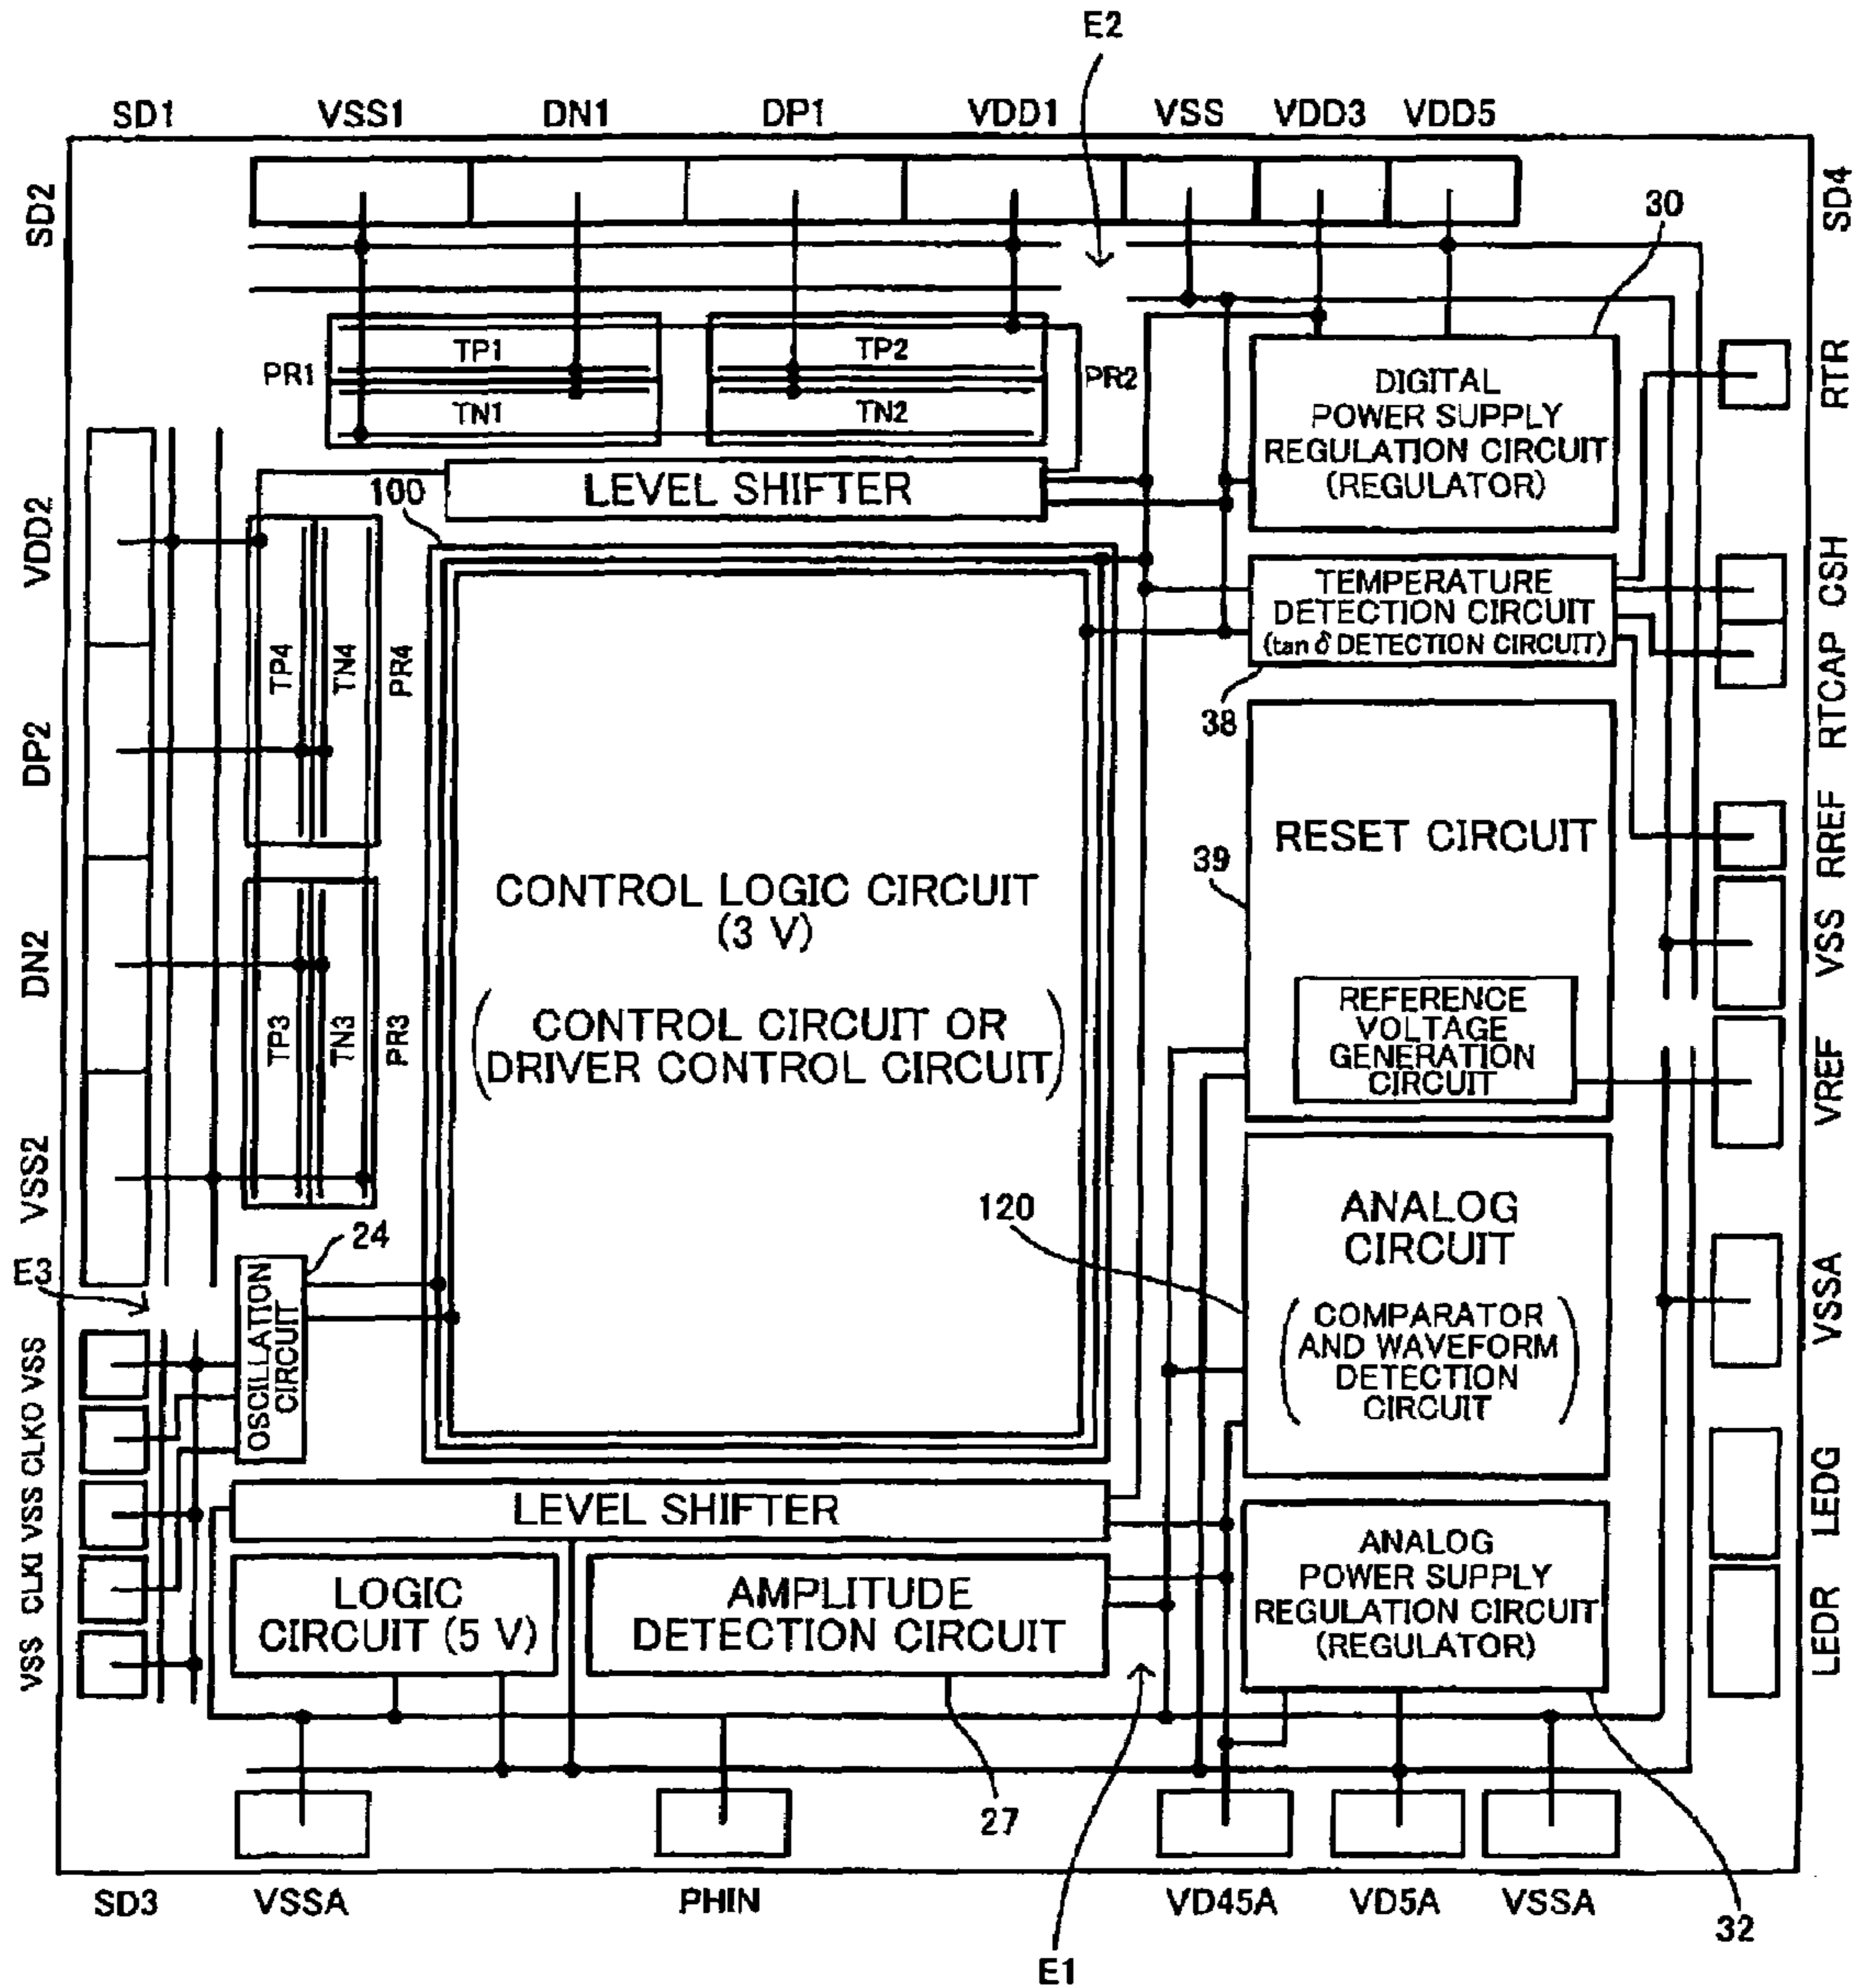 E2
SD1 VSS1 DN1 DP1 VDD1 VSS VDD3 VDD5
SD2
SD4
30
RTR
TP1
TP2
PR1
PR2
TN1
TN2
DIGITAL
POWER SUPPLY
REGULATION CIRCUIT
(REGULATOR)
LEVEL SHIFTER
100
VDD2
CSH
TEMPERATURE
DETECTION CIRCUIT
(tan δ DETECTION CIRCUIT)
TP4
TN4
PR4
RTCAP
38
DP2
RESET CIRCUIT
RREF
39
CONTROL LOGIC CIRCUIT
(3 V)
DN2
VSS
REFERENCE
VOLTAGE
GENERATION
CIRCUIT
(CONTROL CIRCUIT OR
DRIVER CONTROL CIRCUIT)
TP3
TN3
PR3
VREF
VSS2
120
ANALOG
CIRCUIT
24
E3
VSSA
OSCILLATION
CIRCUIT
(COMPARATOR
AND WAVEFORM
DETECTION
CIRCUIT)
VSS
CLKO
VSS
CLKI
VSS
LEDG
LEVEL SHIFTER
LOGIC
CIRCUIT (5 V)
AMPLITUDE
DETECTION CIRCUIT
ANALOG
POWER SUPPLY
REGULATION CIRCUIT
(REGULATOR)
LEDR
27
SD3 VSSA PHIN VD45A VD5A VSSA
32
E1